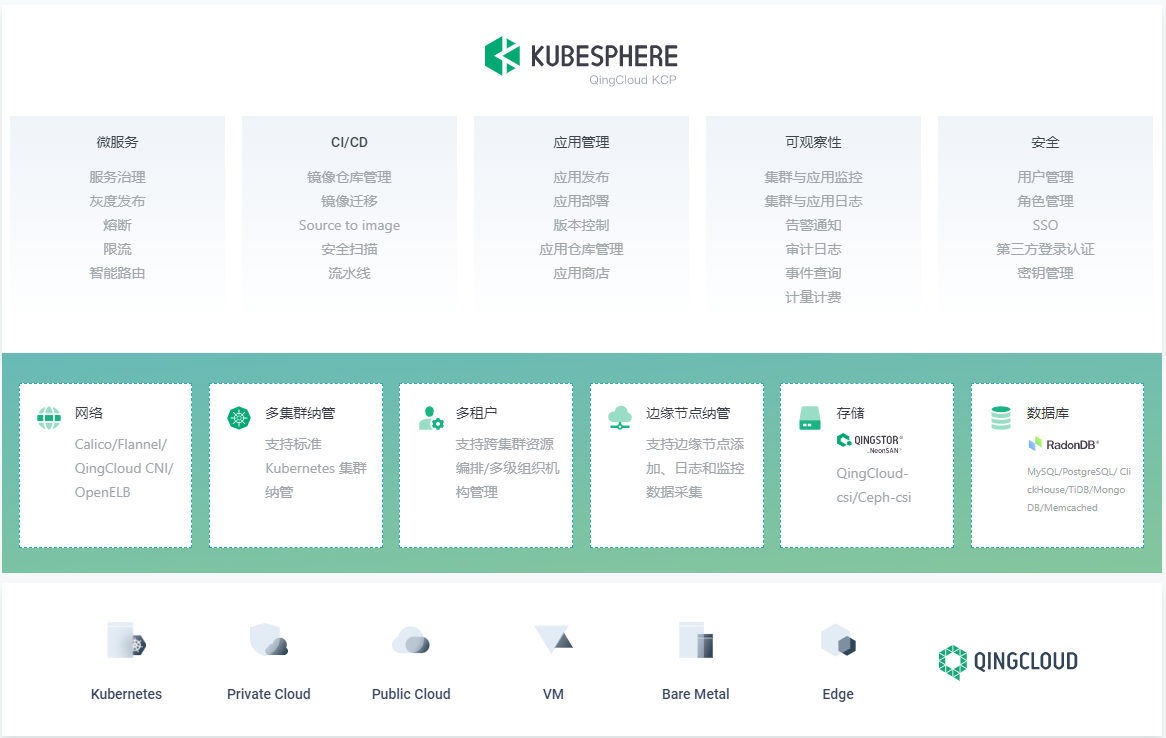 KUBESPHERE
QingCloud KCP
微服务
服务治理
灰度发布
熔断
限流
智能路由
CI/CD
镜像仓库管理
镜像迁移
Source to image
安全扫描
流水线
应用管理
应用发布
应用部署
版本控制
应用仓库管理
应用商店
可观察性
集群与应用监控
集群与应用日志
告警通知
审计日志
事件查询
计量计费
安全
用户管理
角色管理
SSO
第三方登录认证
密钥管理
网络
Calico/Flannel/
QingCloud CNI/
OpenELB
多集群纳管
支持标准
Kubernetes 集群
纳管
多租户
支持跨集群资源
编排/多级组织机
构管理
边缘节点纳管
支持边缘节点添
加、日志和监控
数据采集
存储
QINGSTOR®
NeonSAN®
QingCloud-
csi/Ceph-csi
数据库
RadonDB®
MySQL/PostgreSQL/ Cli
ckHouse/TiDB/Mongo
DB/Memcached
Kubernetes
Private Cloud
Public Cloud
VM
Bare Metal
Edge
QINGCLOUD